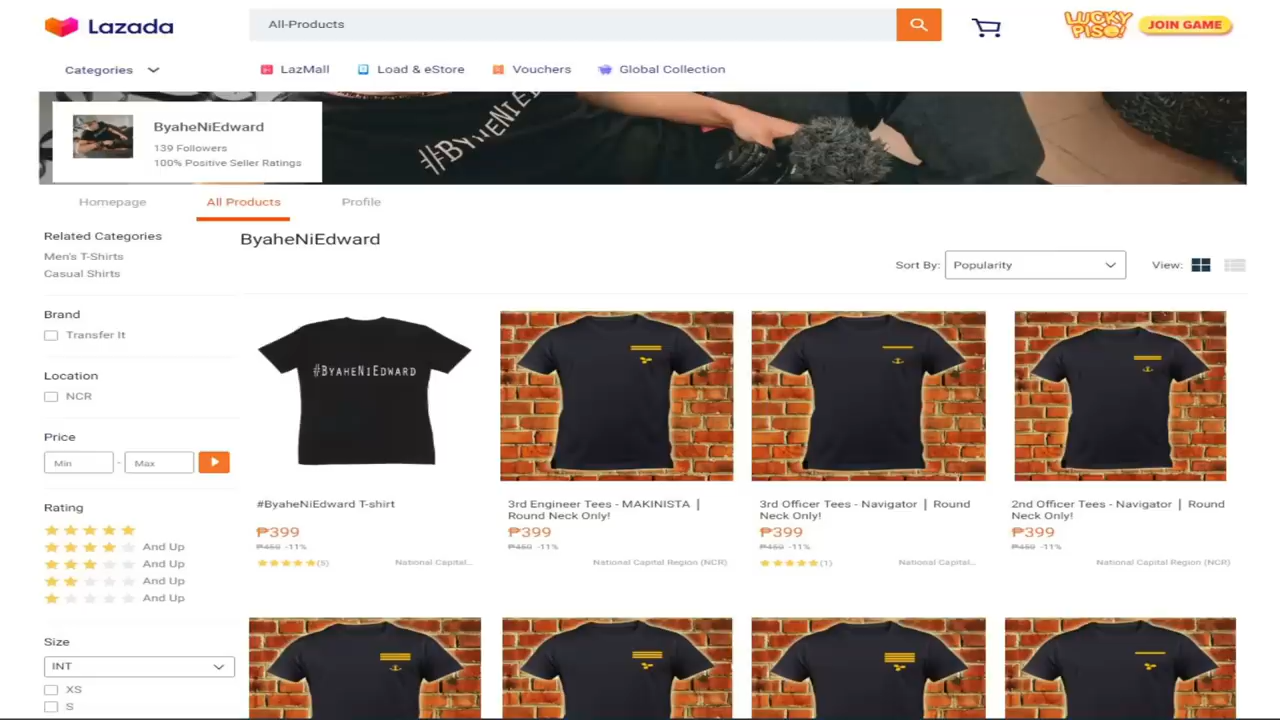 Lazada
All-Products
LUCKY PISO!
JOIN GAME
Categories
LazMall
Load & eStore
Vouchers
Global Collection
ByaheNiEdward
139 Followers
100% Positive Seller Ratings
Homepage
All Products
Profile
Related Categories
Men's T-Shirts
Casual Shirts
ByaheNiEdward
Sort By:
Popularity
View:
Brand
Transfer It
Location
NCR
Price
Min
-
Max
Rating
And Up
And Up
And Up
And Up
Size
INT
XS
S
#ByaheNiEdward
#ByaheNiEdward T-shirt
₱399
₱450 -11%
(5)
National Capital...
3rd Engineer Tees - MAKINISTA |
Round Neck Only!
₱399
₱450 -11%
National Capital Region (NCR)
3rd Officer Tees - Navigator | Round
Neck Only!
₱399
₱450 -11%
(1)
National Capital...
2nd Officer Tees - Navigator | Round
Neck Only!
₱399
₱450 -11%
National Capital Region (NCR)